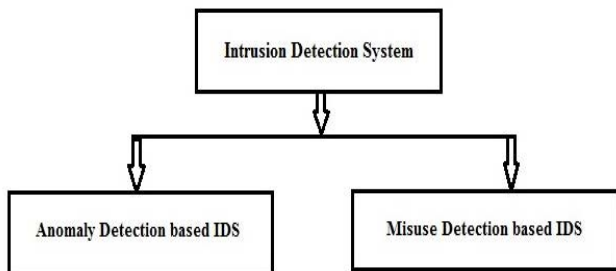 Intrusion Detection System
Anomaly Detection based IDS
Misuse Detection based IDS